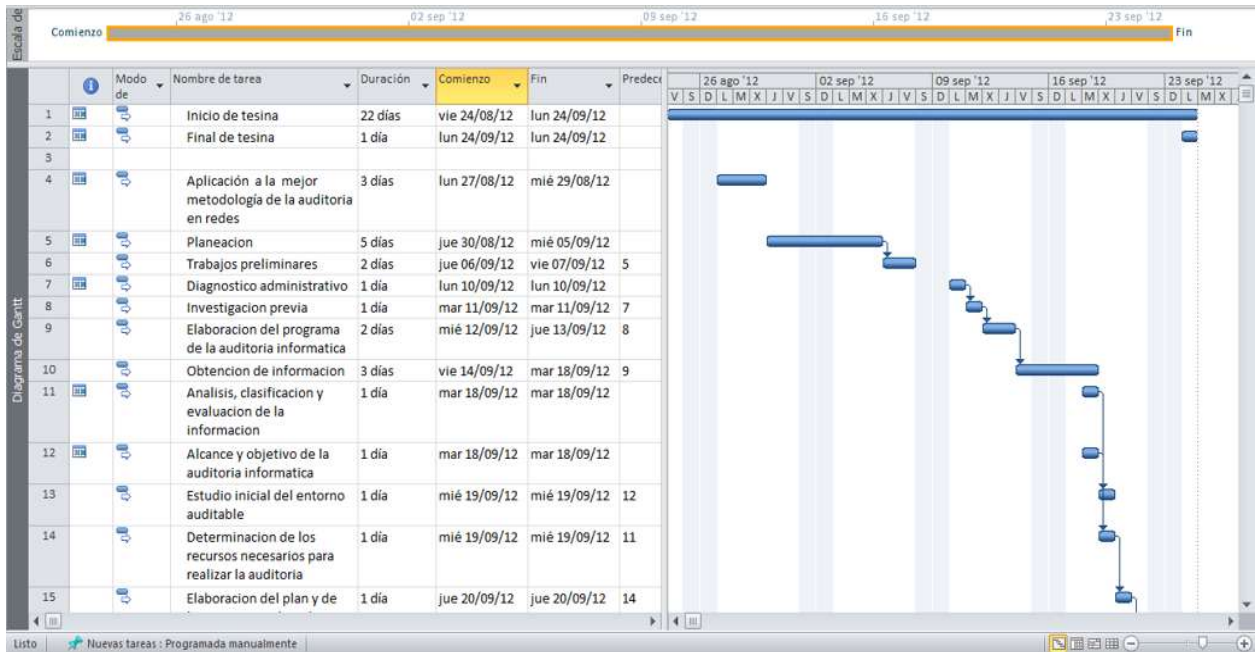 Escala de
26 ago '12 02 sep '12 09 sep '12 16 sep '12 23 sep '12
Comienzo Fin
Diagrama de Gantt
Modo de Nombre de tarea Duración Comienzo Fin Predece
26 ago '12 02 sep '12 09 sep '12 16 sep '12 23 sep '12
V S D L M X J V S D L M X J V S D L M X J V S D L M X J V S D L M X
1 Inicio de tesina 22 días vie 24/08/12 lun 24/09/12
2 Final de tesina 1 día lun 24/09/12 lun 24/09/12
3
4 Aplicación a la mejor 3 días lun 27/08/12 mié 29/08/12
metodología de la auditoria
en redes
5 Planeacion 5 días jue 30/08/12 mié 05/09/12
6 Trabajos preliminares 2 días jue 06/09/12 vie 07/09/12 5
7 Diagnostico administrativo 1 día lun 10/09/12 lun 10/09/12
8 Investigacion previa 1 día mar 11/09/12 mar 11/09/12 7
9 Elaboracion del programa 2 días mié 12/09/12 jue 13/09/12 8
de la auditoria informatica
10 Obtencion de informacion 3 días vie 14/09/12 mar 18/09/12 9
11 Analisis, clasificacion y 1 día mar 18/09/12 mar 18/09/12
evaluacion de la
informacion
12 Alcance y objetivo de la 1 día mar 18/09/12 mar 18/09/12
auditoria informatica
13 Estudio inicial del entorno 1 día mié 19/09/12 mié 19/09/12 12
auditable
14 Determinacion de los 1 día mié 19/09/12 mié 19/09/12 11
recursos necesarios para
realizar la auditoria
15 Elaboracion del plan y de 1 día jue 20/09/12 jue 20/09/12 14
Listo Nuevas tareas : Programada manualmente